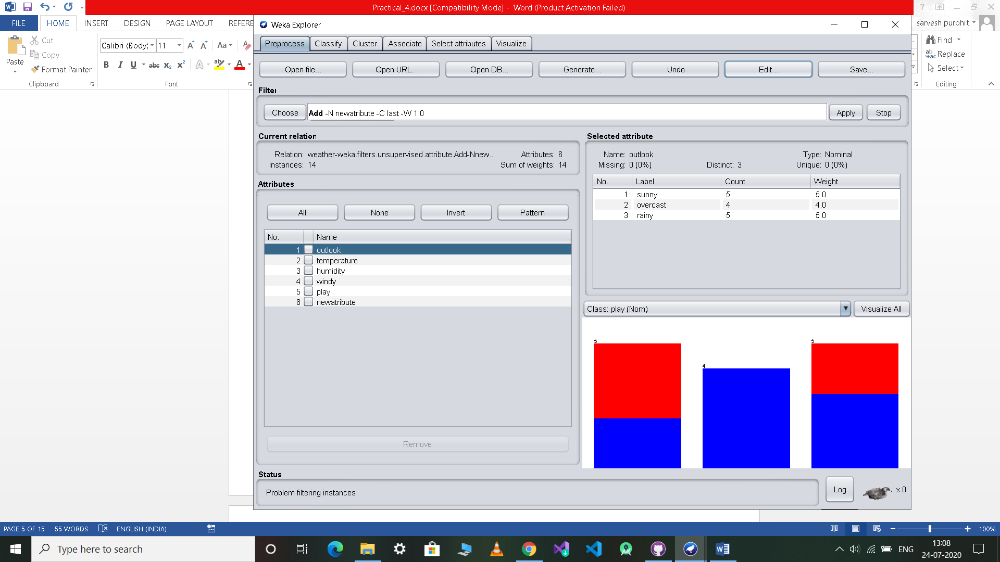 Practical_4.docx [Compatibility Mode] - Word (Product Activation Failed)
FILE HOME INSERT DESIGN PAGE LAYOUT REFERE
sarvesh purohit
Paste
Cut
Copy
Format Painter
Clipboard
Calibri (Body) 11
Aa
B I U abc x₂ x² A ab A
Font
Find
Replace
Select
Editing
Weka Explorer
Preprocess Classify Cluster Associate Select attributes Visualize
Open file... Open URL... Open DB... Generate... Undo Edit... Save...
Filter
Choose Add -N newatribute -C last -W 1.0 Apply Stop
Current relation
Relation: weather-weka.filters.unsupervised.attribute.Add-Nnew.. Attributes: 6
Instances: 14 Sum of weights: 14
Attributes
All None Invert Pattern
No. Name
1 outlook
2 temperature
3 humidity
4 windy
5 play
6 newatribute
Remove
Selected attribute
Name: outlook Type: Nominal
Missing: 0 (0%) Distinct: 3 Unique: 0 (0%)
No. Label Count Weight
1 sunny 5 5.0
2 overcast 4 4.0
3 rainy 5 5.0
Class: play (Nom) Visualize All
5 4 5
Status
Problem filtering instances
Log x 0
PAGE 5 OF 15 55 WORDS ENGLISH (INDIA) 100%
Type here to search
ENG
13:08
24-07-2020